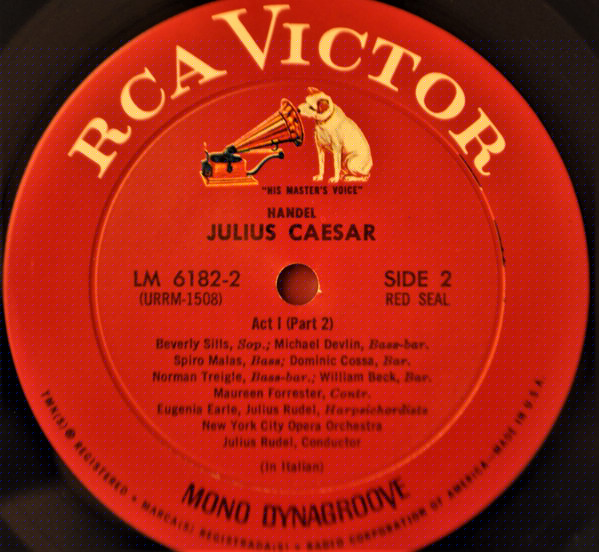 RCA VICTOR
"HIS MASTER'S VOICE"
HANDEL
JULIUS CAESAR
LM 6182-2
(URRM-1508)
SIDE 2
RED SEAL
Act I (Part 2)
Beverly Sills, Sop.; Michael Devlin, Bass-bar.
Spiro Malas, Bass; Dominic Cossa, Bar.
Norman Treigle, Bass-bar.; William Beck, Bar.
Maureen Forrester, Contr.
Eugenia Earle, Julius Rudel, Harpsichordists
New York City Opera Orchestra
Julius Rudel, Conductor
(In Italian)
MONO DYNAGROOVE
TMK(S) ® REGISTERED • MARCA(S) REGISTRADA(S) • RADIO CORPORATION OF AMERICA—MADE IN U.S.A